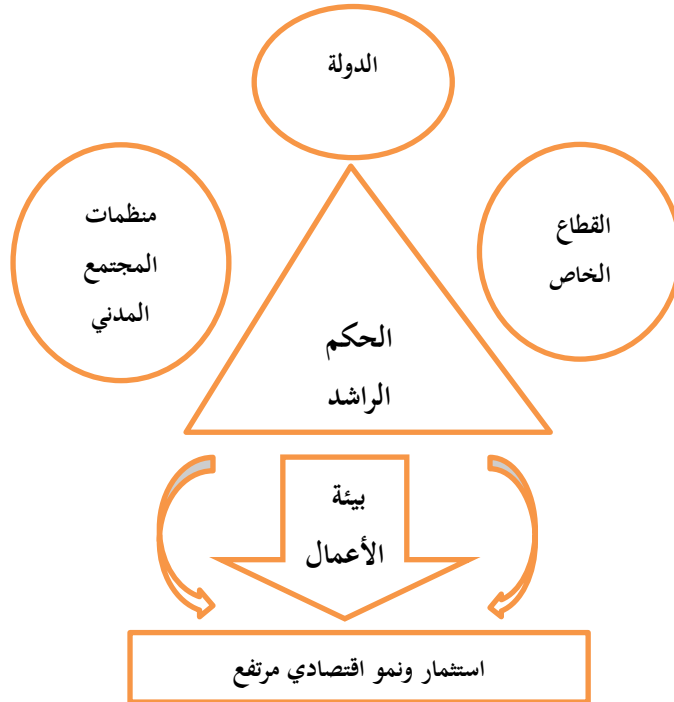 الدولة
القطاع
الخاص
منظمات
المجتمع
المدني
الحكم
الراشد
بيئة
الأعمال
استثمار ونمو اقتصادي مرتفع